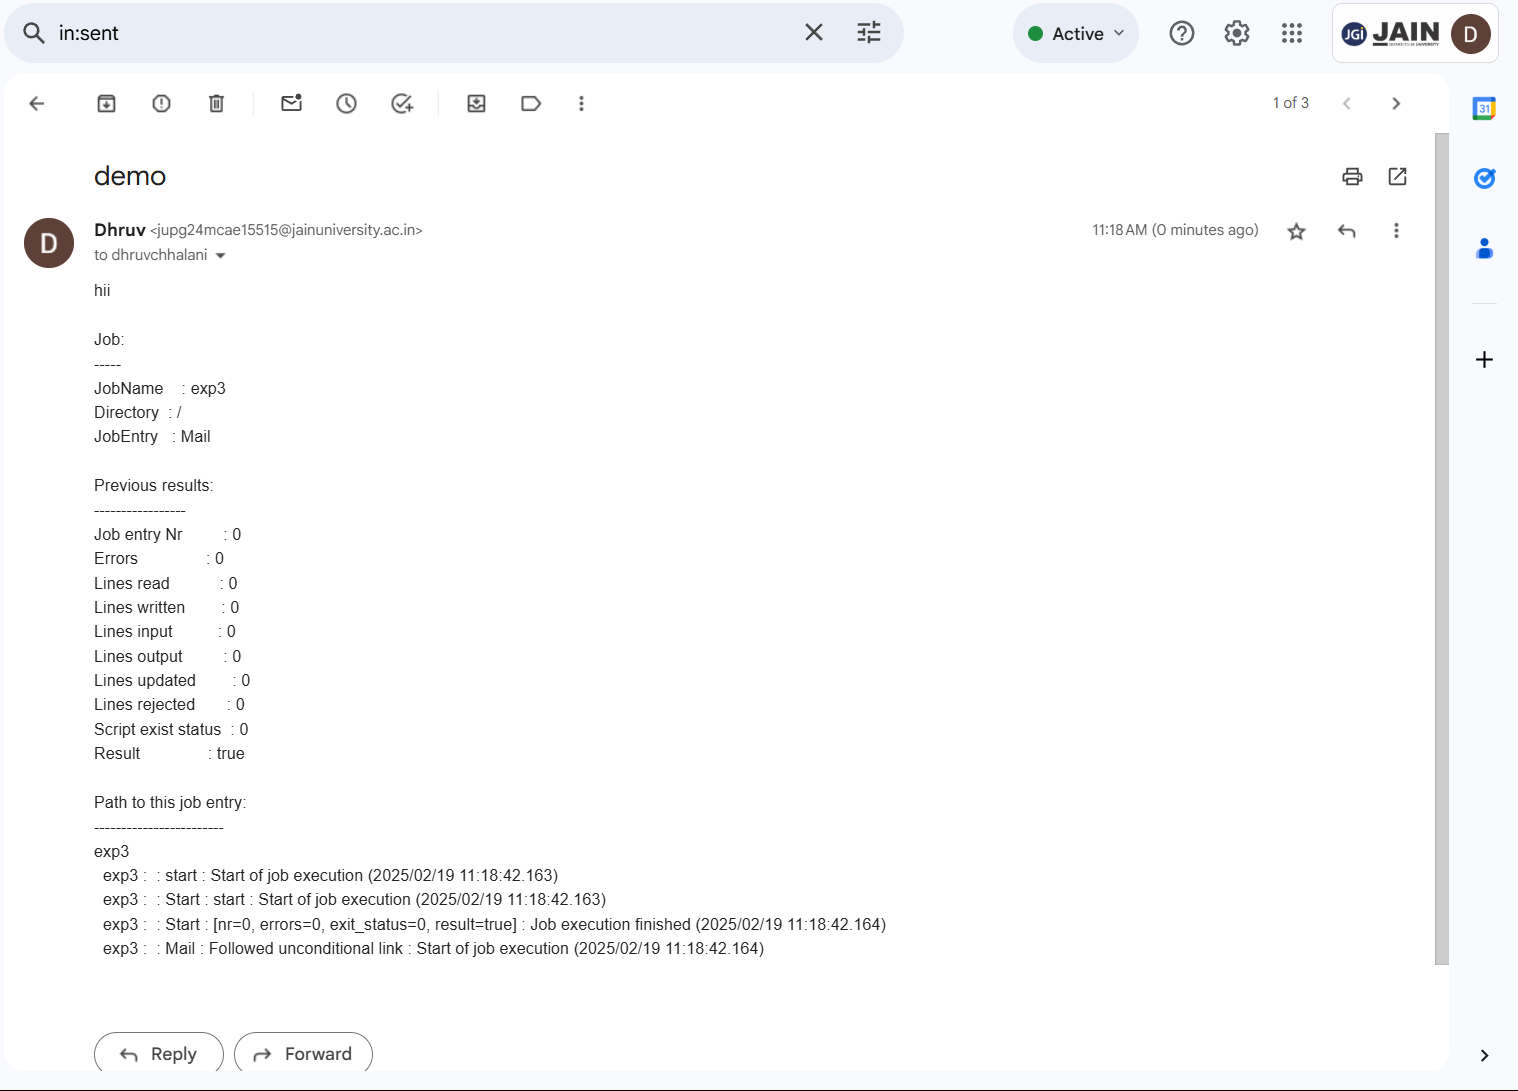 in:sent
Active
JGi JAIN
D
1 of 3
31
demo
D
Dhruv <jupg24mcae15515@jainuniversity.ac.in>
11:18 AM (0 minutes ago)
to dhruvchhalani
hii
Job:
-----
JobName : exp3
Directory : /
JobEntry : Mail
Previous results:
-----------------
Job entry Nr : 0
Errors : 0
Lines read : 0
Lines written : 0
Lines input : 0
Lines output : 0
Lines updated : 0
Lines rejected : 0
Script exist status : 0
Result : true
Path to this job entry:
------------------------
exp3
exp3 : : start : Start of job execution (2025/02/19 11:18:42.163)
exp3 : : Start : start : Start of job execution (2025/02/19 11:18:42.163)
exp3 : : Start : [nr=0, errors=0, exit_status=0, result=true] : Job execution finished (2025/02/19 11:18:42.164)
exp3 : : Mail : Followed unconditional link : Start of job execution (2025/02/19 11:18:42.164)
Reply
Forward